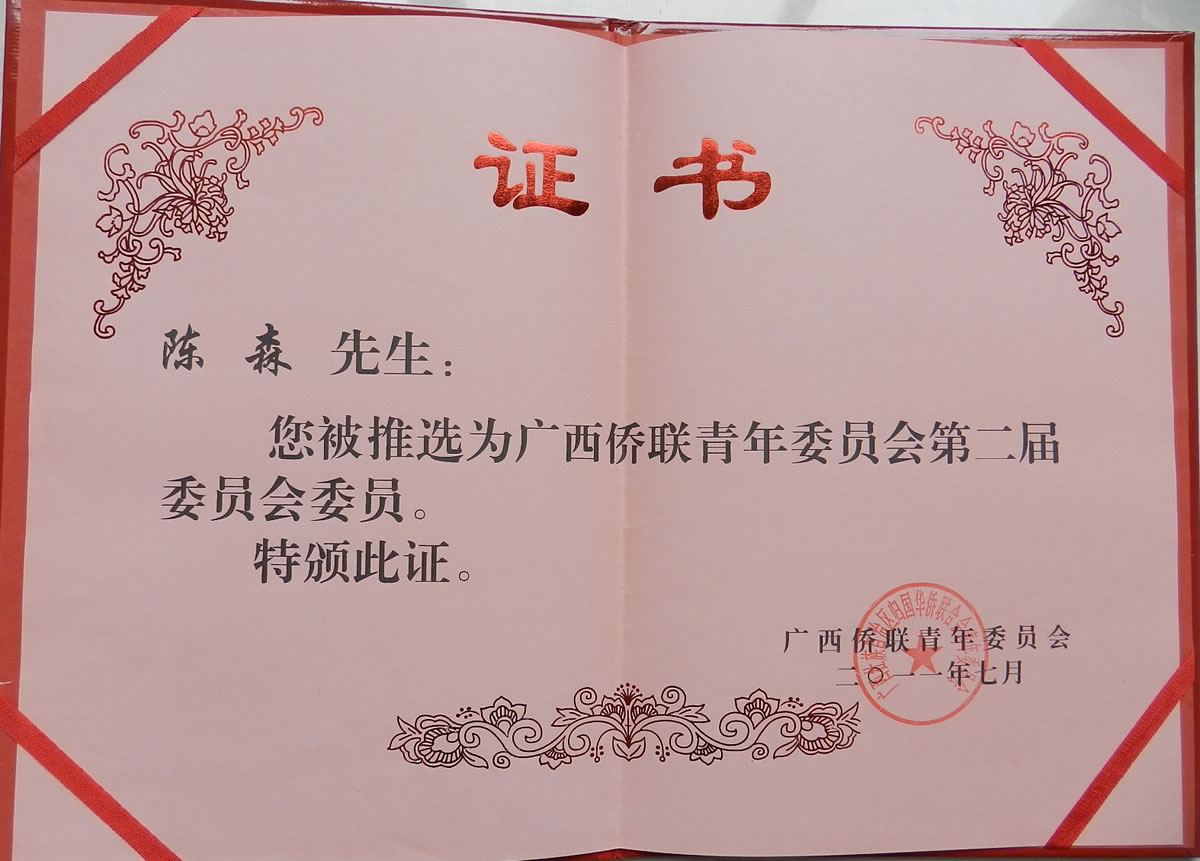 证书
陈 森 先生：
您被推选为广西侨联青年委员会第二届
委员会委员。
特颁此证。
广西侨联青年委员会
二〇一一年七月